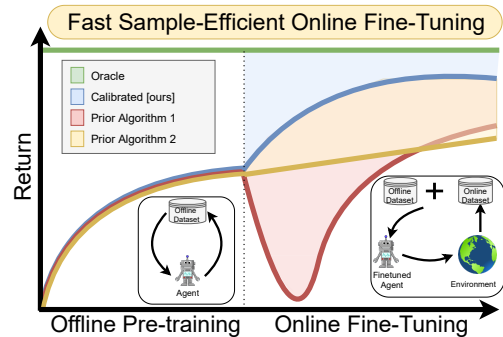 Fast Sample-Efficient Online Fine-Tuning
Oracle
Calibrated [ours]
Prior Algorithm 1
Prior Algorithm 2
Return
Offline
Dataset
Agent
Offline
Dataset
+
Online
Dataset
Finetuned
Agent
Environment
Offline Pre-training
Online Fine-Tuning